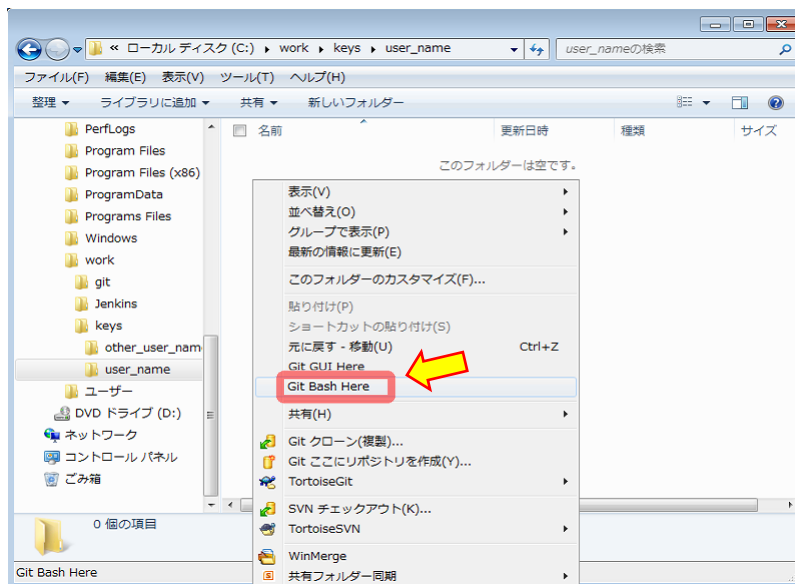 ローカル ディスク (C:) work keys user_name
user_nameの検索
ファイル(F) 編集(E) 表示(V) ツール(T) ヘルプ(H)
整理 ライブラリに追加 共有 新しいフォルダー
PerfLogs
Program Files
Program Files (x86)
ProgramData
Programs Files
Windows
work
git
Jenkins
keys
other_user_nam
user_name
ユーザー
DVD ドライブ (D:)
ネットワーク
コントロール パネル
ごみ箱
名前 更新日時 種類 サイズ
このフォルダーは空です。
表示(V)
並べ替え(O)
グループで表示(P)
最新の情報に更新(E)
このフォルダーのカスタマイズ(F)...
貼り付け(P)
ショートカットの貼り付け(S)
元に戻す - 移動(U) Ctrl+Z
Git GUI Here
Git Bash Here
共有(H)
Git クローン(複製)...
Git ここにリポジトリを作成(Y)...
TortoiseGit
SVN チェックアウト(K)...
TortoiseSVN
WinMerge
共有フォルダー同期
0 個の項目
Git Bash Here